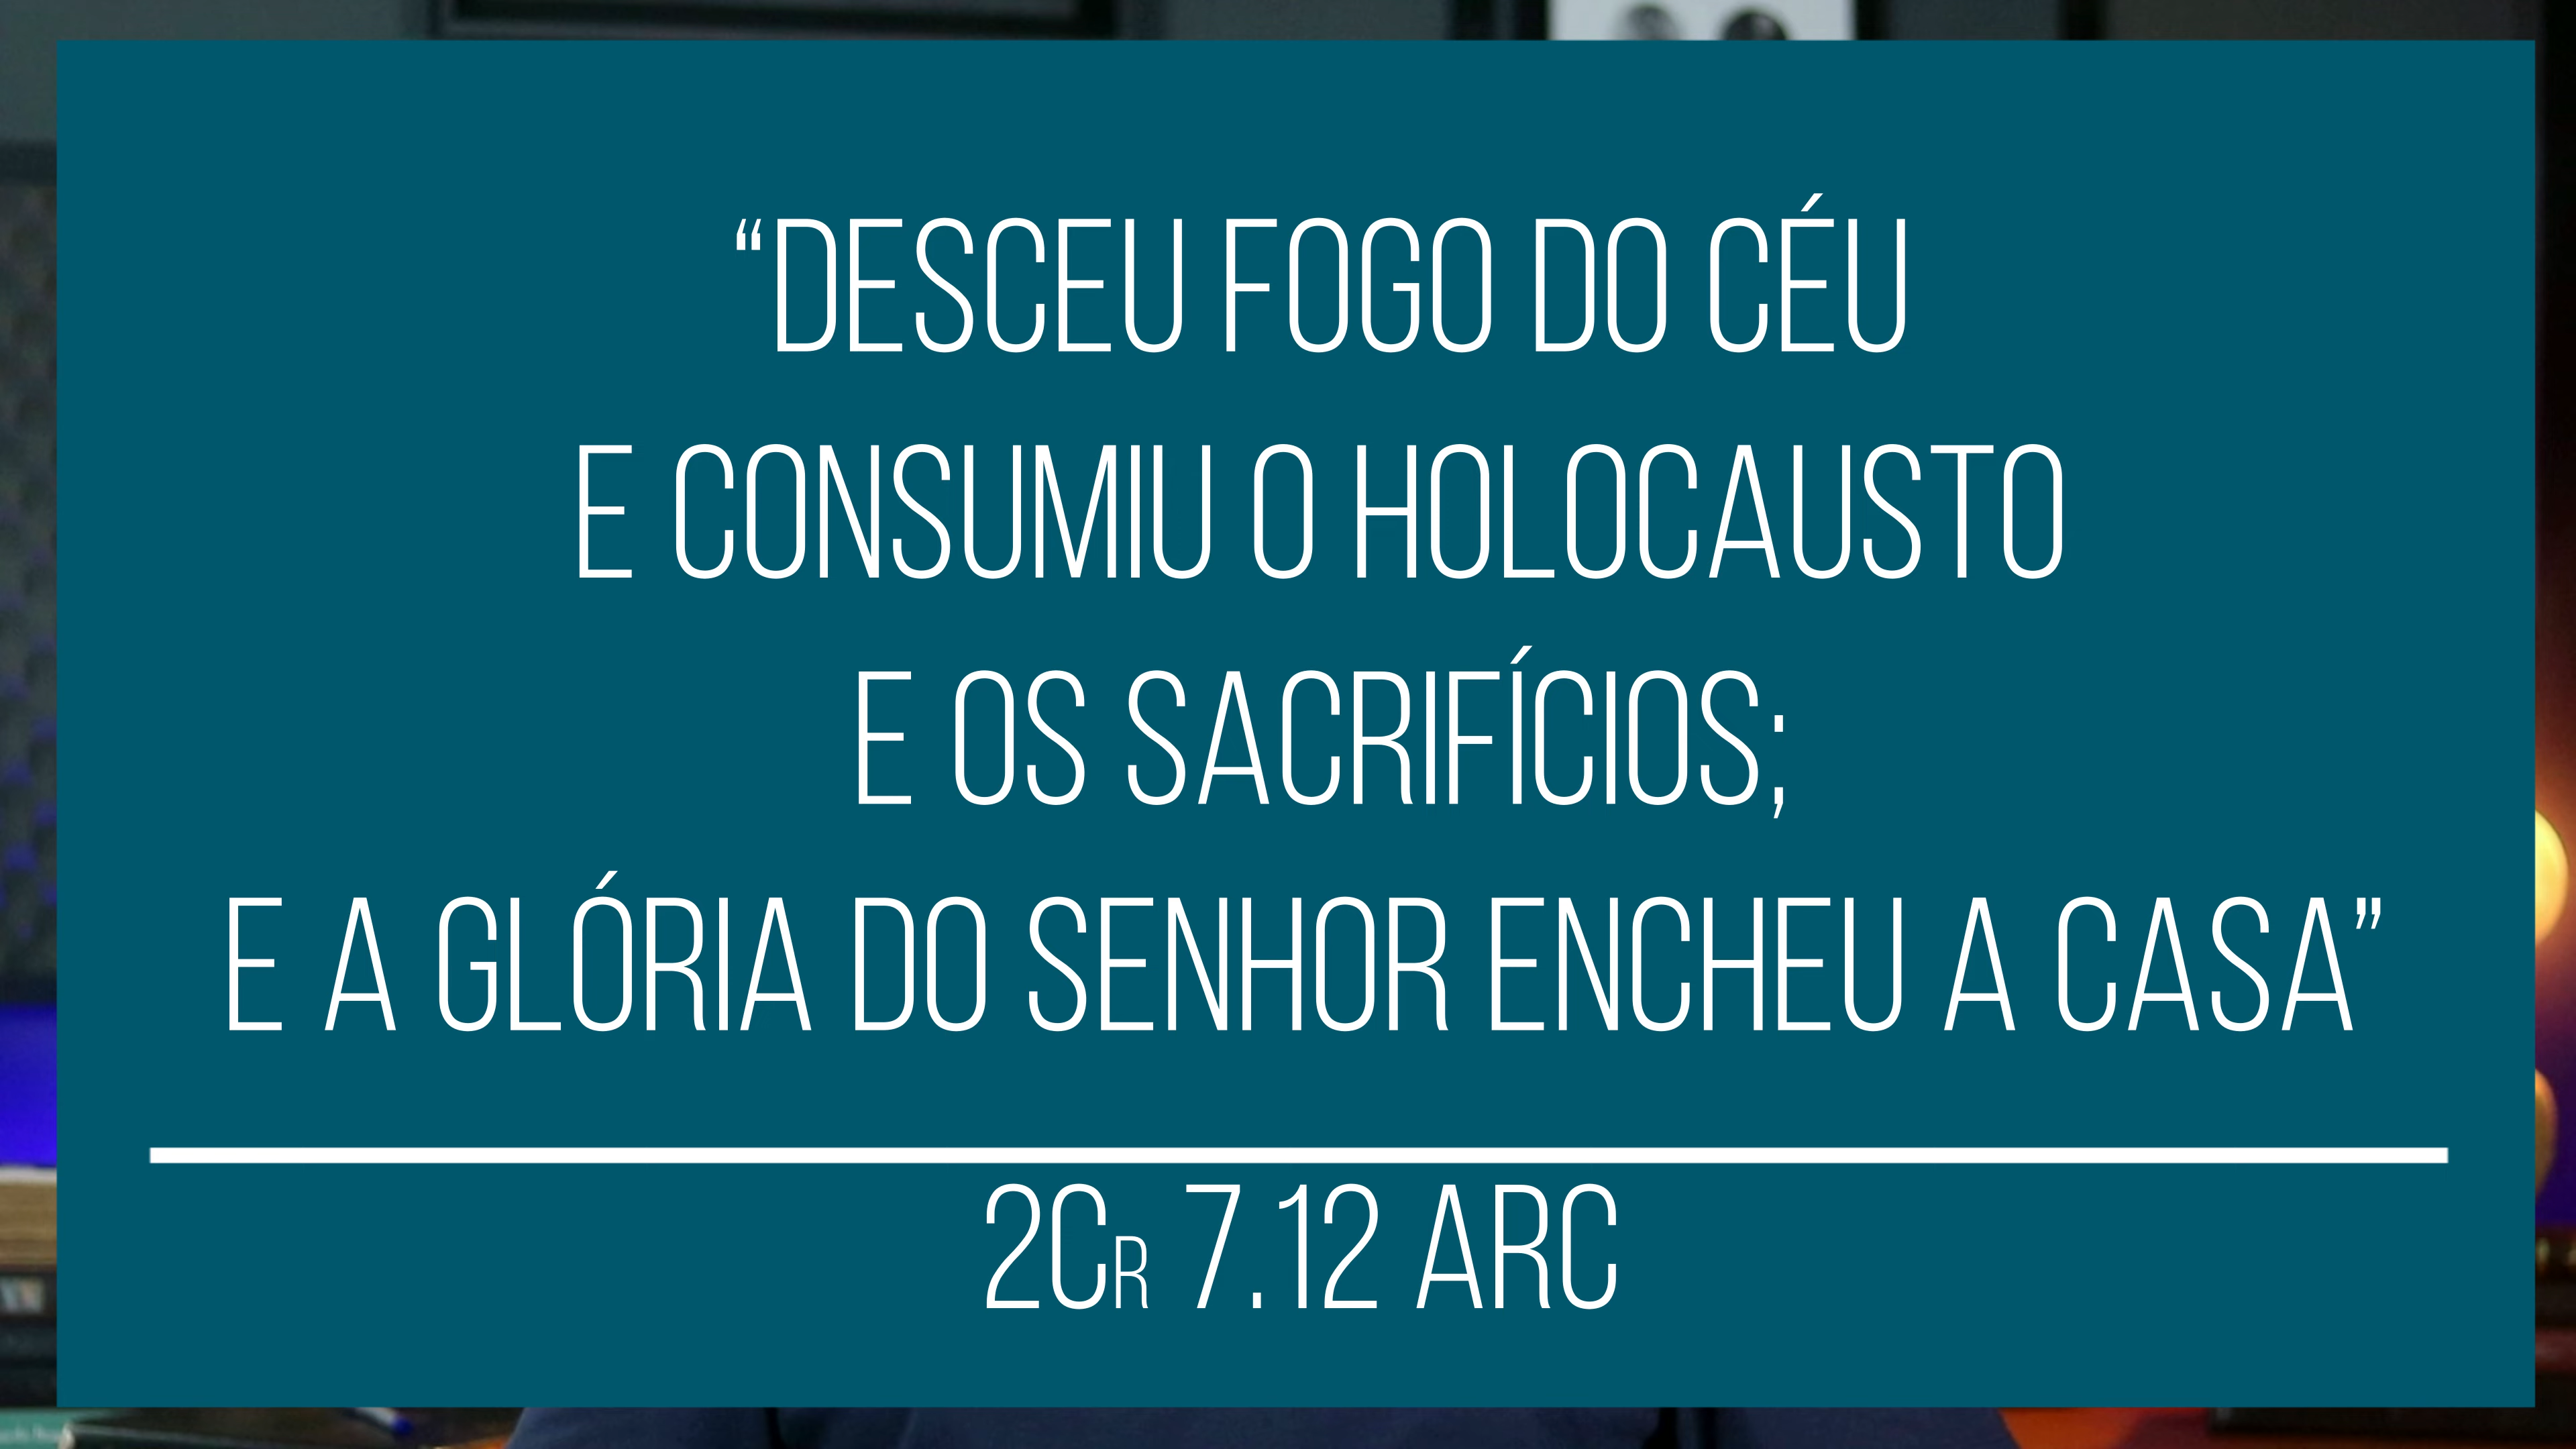 “DESCEU FOGO DO CÉU
E CONSUMIU O HOLOCAUSTO
E OS SACRIFÍCIOS;
E A GLÓRIA DO SENHOR ENCHEU A CASA”
2CR 7.12 ARC